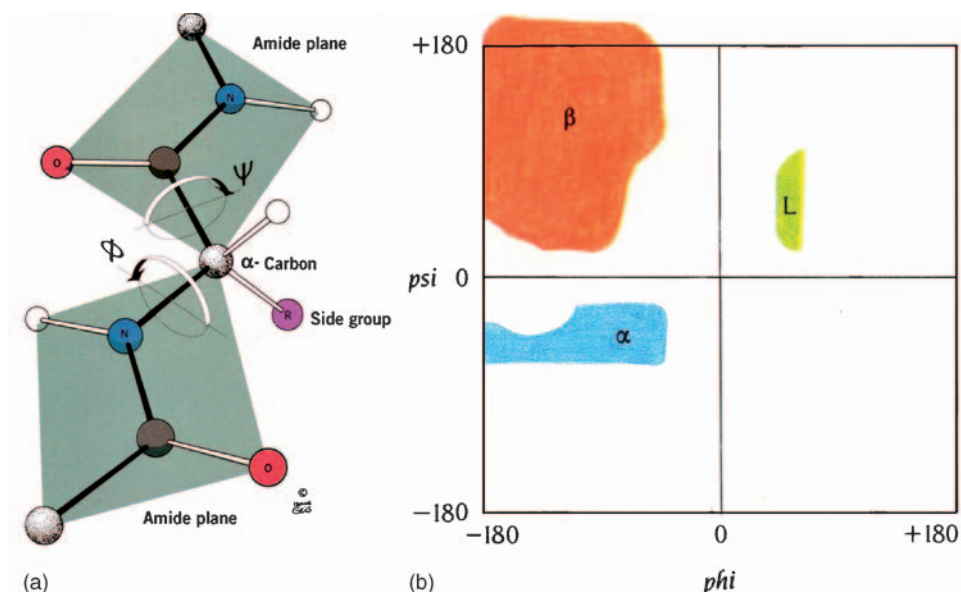 Amide plane
N
O
Ψ
Φ
α- Carbon
R
Side group
N
O
©
Amide plane
(a)
+180
β
L
psi 0
α
−180
-180 0 +180
(b) phi